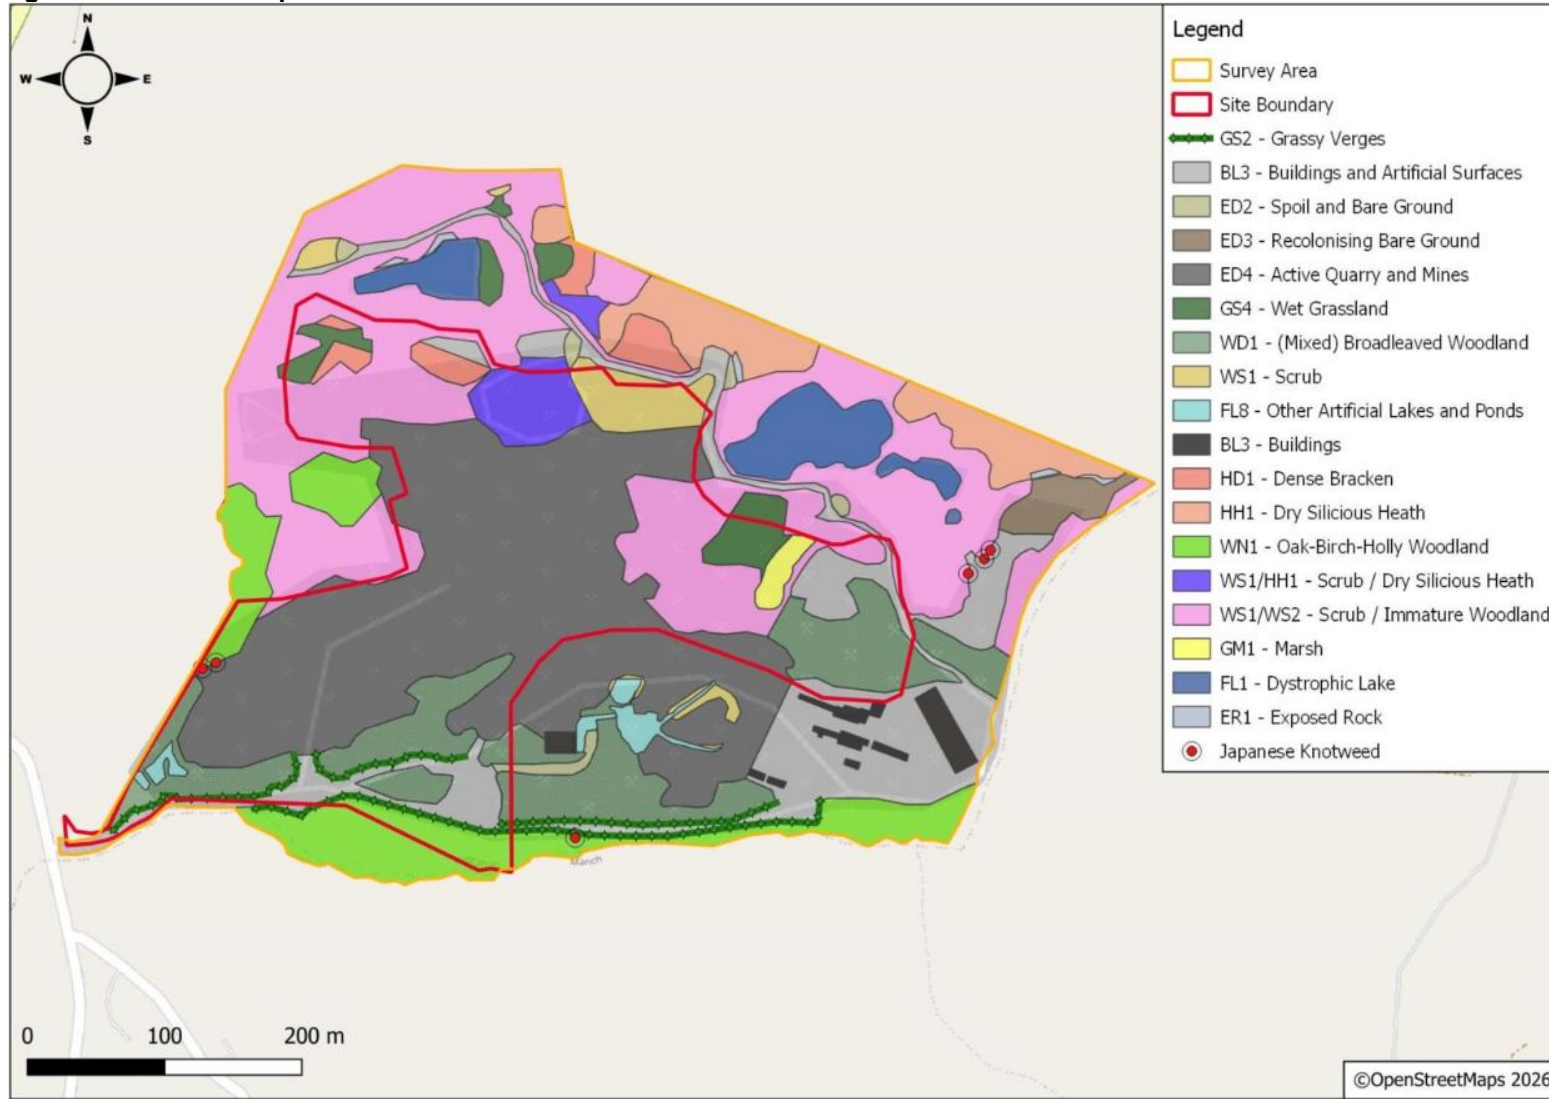 N
W E
S
Legend
Survey Area
Site Boundary
GS2 - Grassy Verges
BL3 - Buildings and Artificial Surfaces
ED2 - Spoil and Bare Ground
ED3 - Recolonising Bare Ground
ED4 - Active Quarry and Mines
GS4 - Wet Grassland
WD1 - (Mixed) Broadleaved Woodland
WS1 - Scrub
FL8 - Other Artificial Lakes and Ponds
BL3 - Buildings
HD1 - Dense Bracken
HH1 - Dry Silicious Heath
WN1 - Oak-Birch-Holly Woodland
WS1/HH1 - Scrub / Dry Silicious Heath
WS1/WS2 - Scrub / Immature Woodland
GM1 - Marsh
FL1 - Dystrophic Lake
ER1 - Exposed Rock
Japanese Knotweed
0 100 200 m
©OpenStreetMaps 2026